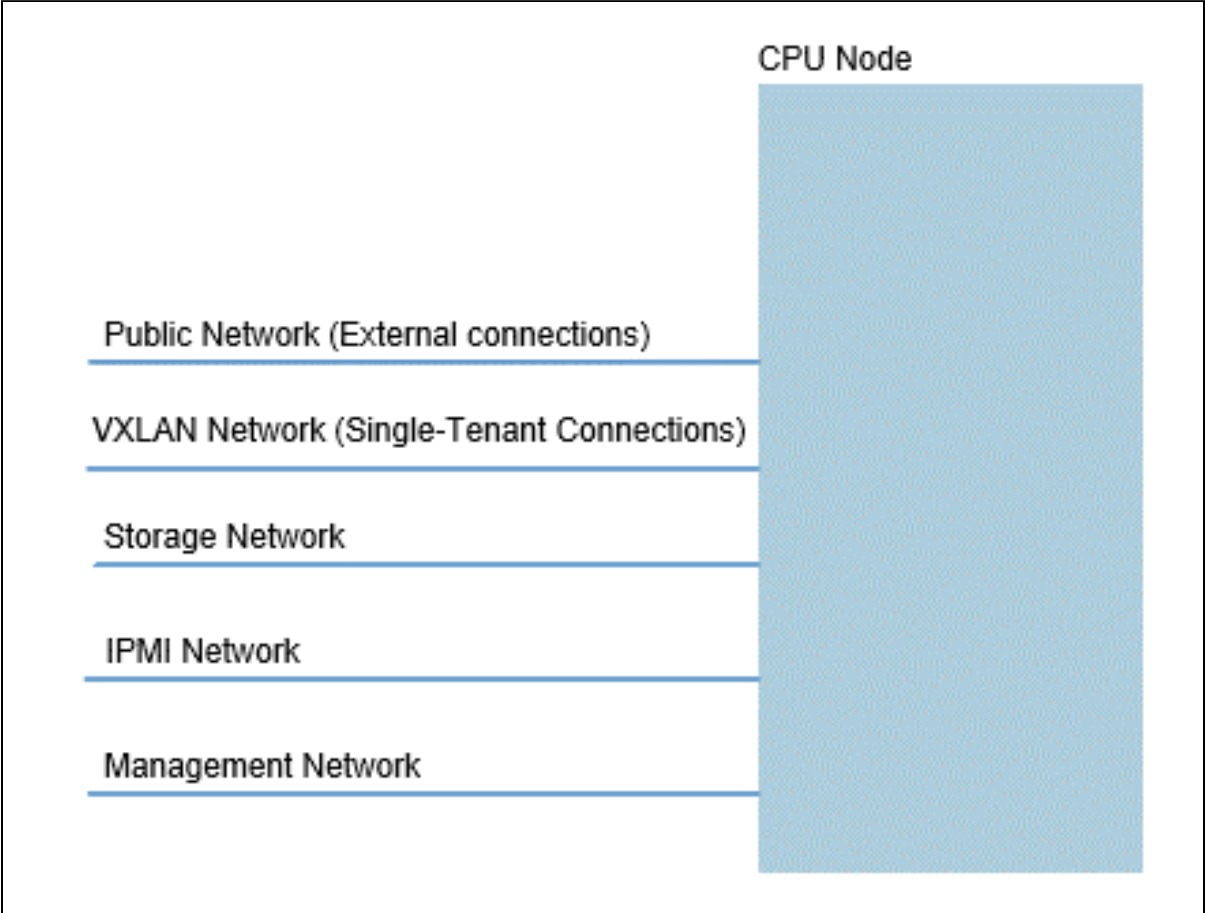 CPU Node
Public Network (External connections)
VXLAN Network (Single-Tenant Connections)
Storage Network
IPMI Network
Management Network